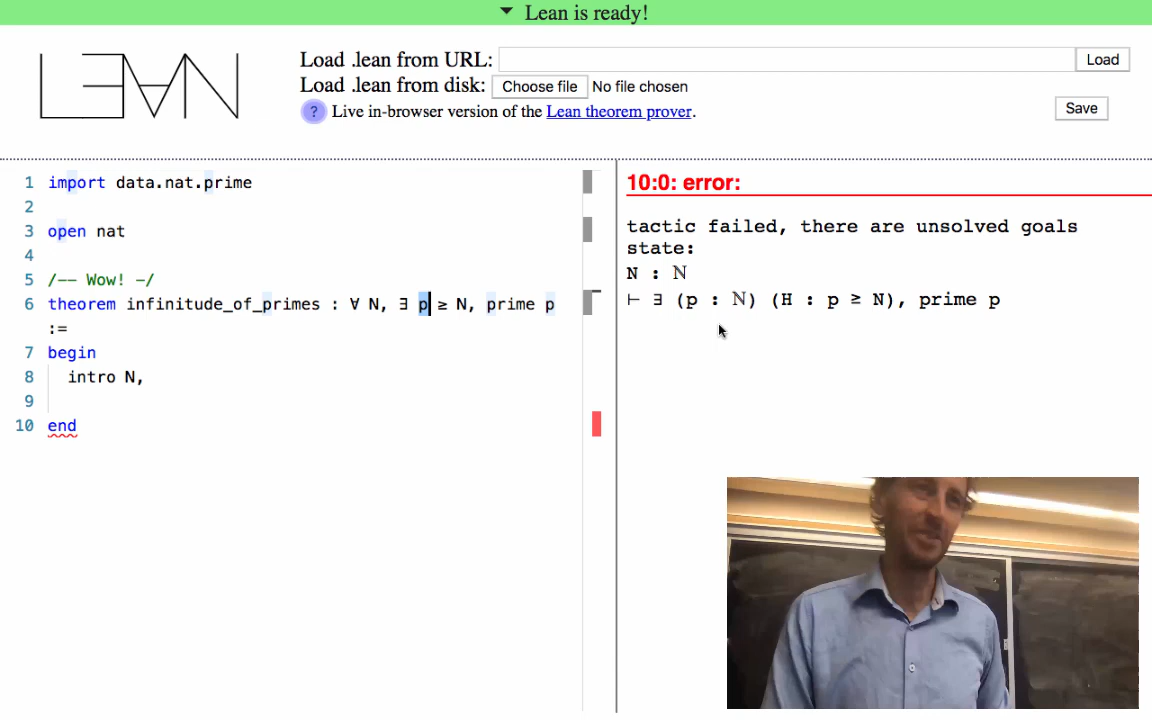 Lean is ready!
LEAN
Load .lean from URL:
Load
Load .lean from disk: Choose file No file chosen
? Live in-browser version of the Lean theorem prover.
Save
1 import data.nat.prime
2
3 open nat
4
5 /-- Wow! -/
6 theorem infinitude_of_primes : ∀ N, ∃ p ≥ N, prime p
:=
7 begin
8 intro N,
9
10 end
10:0: error:
tactic failed, there are unsolved goals
state:
N : ℕ
⊢ ∃ (p : ℕ) (H : p ≥ N), prime p